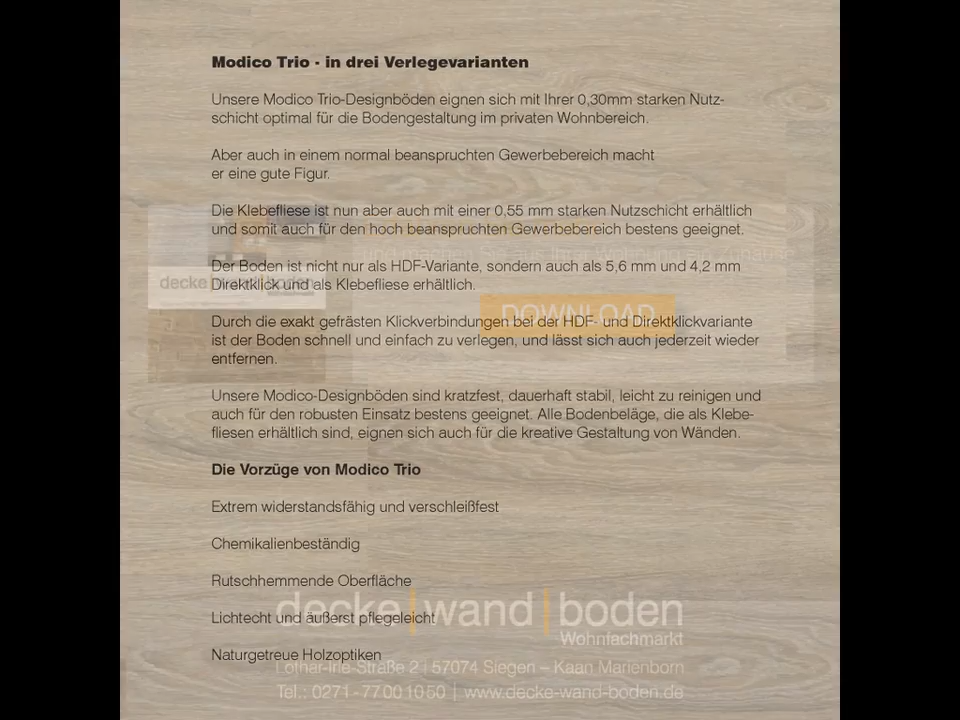 Modico Trio - in drei Verlegevarianten
Unsere Modico Trio-Designböden eignen sich mit Ihrer 0,30mm starken Nutz-
schicht optimal für die Bodengestaltung im privaten Wohnbereich.
Aber auch in einem normal beanspruchten Gewerbebereich macht
er eine gute Figur.
Die Klebefliese ist nun aber auch mit einer 0,55 mm starken Nutzschicht erhältlich
und somit auch für den hoch beanspruchten Gewerbebereich bestens geeignet.
Der Boden ist nicht nur als HDF-Variante, sondern auch als 5,6 mm und 4,2 mm
Direktklick und als Klebefliese erhältlich.
decke wand boden
DOWNLOAD
Durch die exakt gefrästen Klickverbindungen bei der HDF- und Direktklickvariante
ist der Boden schnell und einfach zu verlegen, und lässt sich auch jederzeit wieder
entfernen.
Unsere Modico-Designböden sind kratzfest, dauerhaft stabil, leicht zu reinigen und
auch für den robusten Einsatz bestens geeignet. Alle Bodenbeläge, die als Klebe-
fliesen erhältlich sind, eignen sich auch für die kreative Gestaltung von Wänden.
Die Vorzüge von Modico Trio
Extrem widerstandsfähig und verschleißfest
Chemikalienbeständig
Rutschhemmende Oberfläche
Lichtecht und äußerst pflegeleicht
Naturgetreue Holzoptiken
decke|wand|boden
Wohnfachmarkt
Lothar-Irle-Straße 2 | 57074 Siegen – Kaan Marienborn
Tel.: 0271 - 77 00 10 50 | www.decke-wand-boden.de